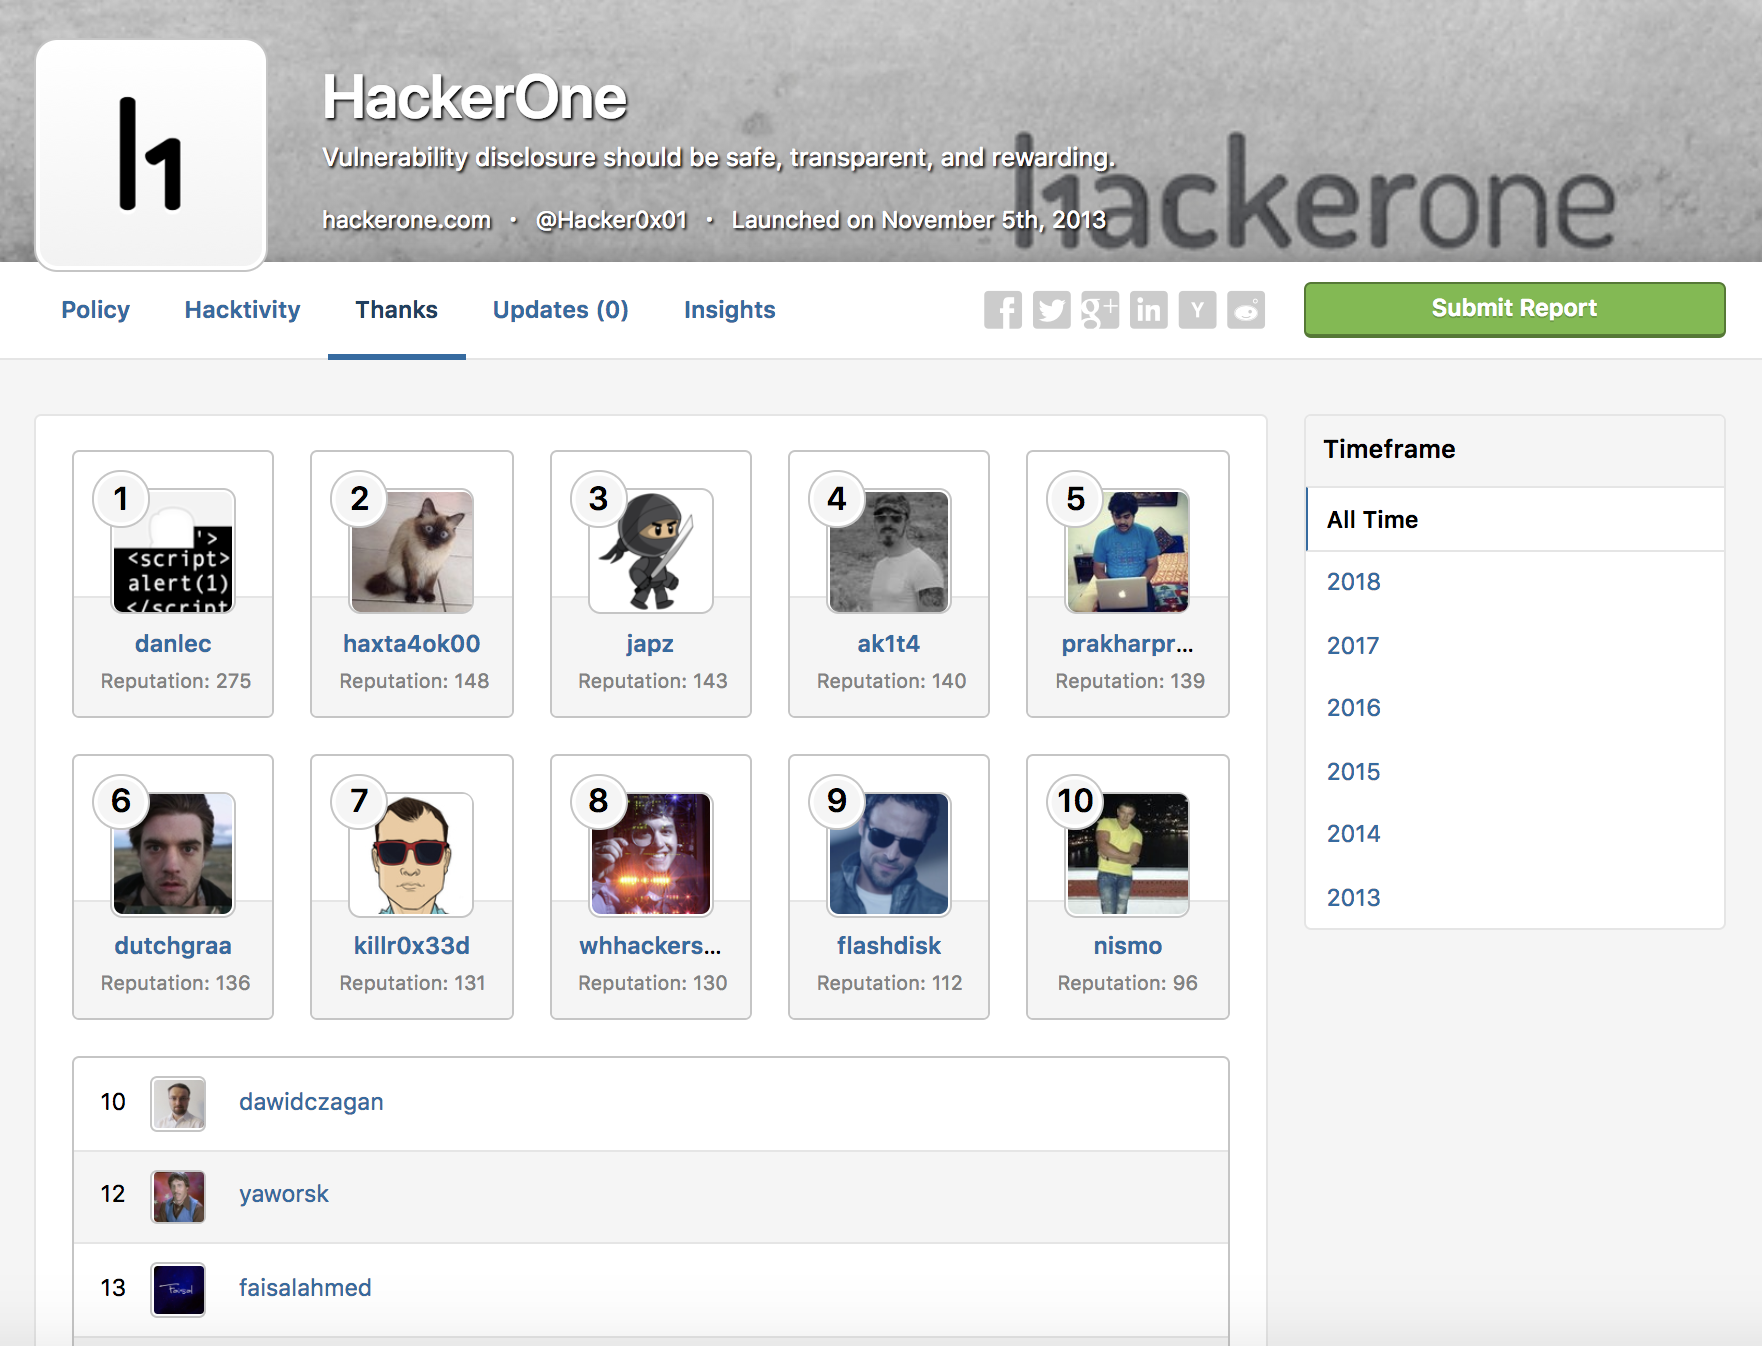 HackerOne
Vulnerability disclosure should be safe, transparent, and rewarding.
hackerone
hackerone.com · @Hacker0x01 · Launched on November 5th, 2013
Policy Hacktivity Thanks Updates (0) Insights
Submit Report
1 2 3 4 5
'>
<script>
alert(1)
</script
danlec haxta4ok00 japz ak1t4 prakharpr...
Reputation: 275 Reputation: 148 Reputation: 143 Reputation: 140 Reputation: 139
6 7 8 9 10
dutchgraa killr0x33d whhackers... flashdisk nismo
Reputation: 136 Reputation: 131 Reputation: 130 Reputation: 112 Reputation: 96
10 dawidczagan
12 yaworsk
13 Faisal faisalahmed
Timeframe
All Time
2018
2017
2016
2015
2014
2013